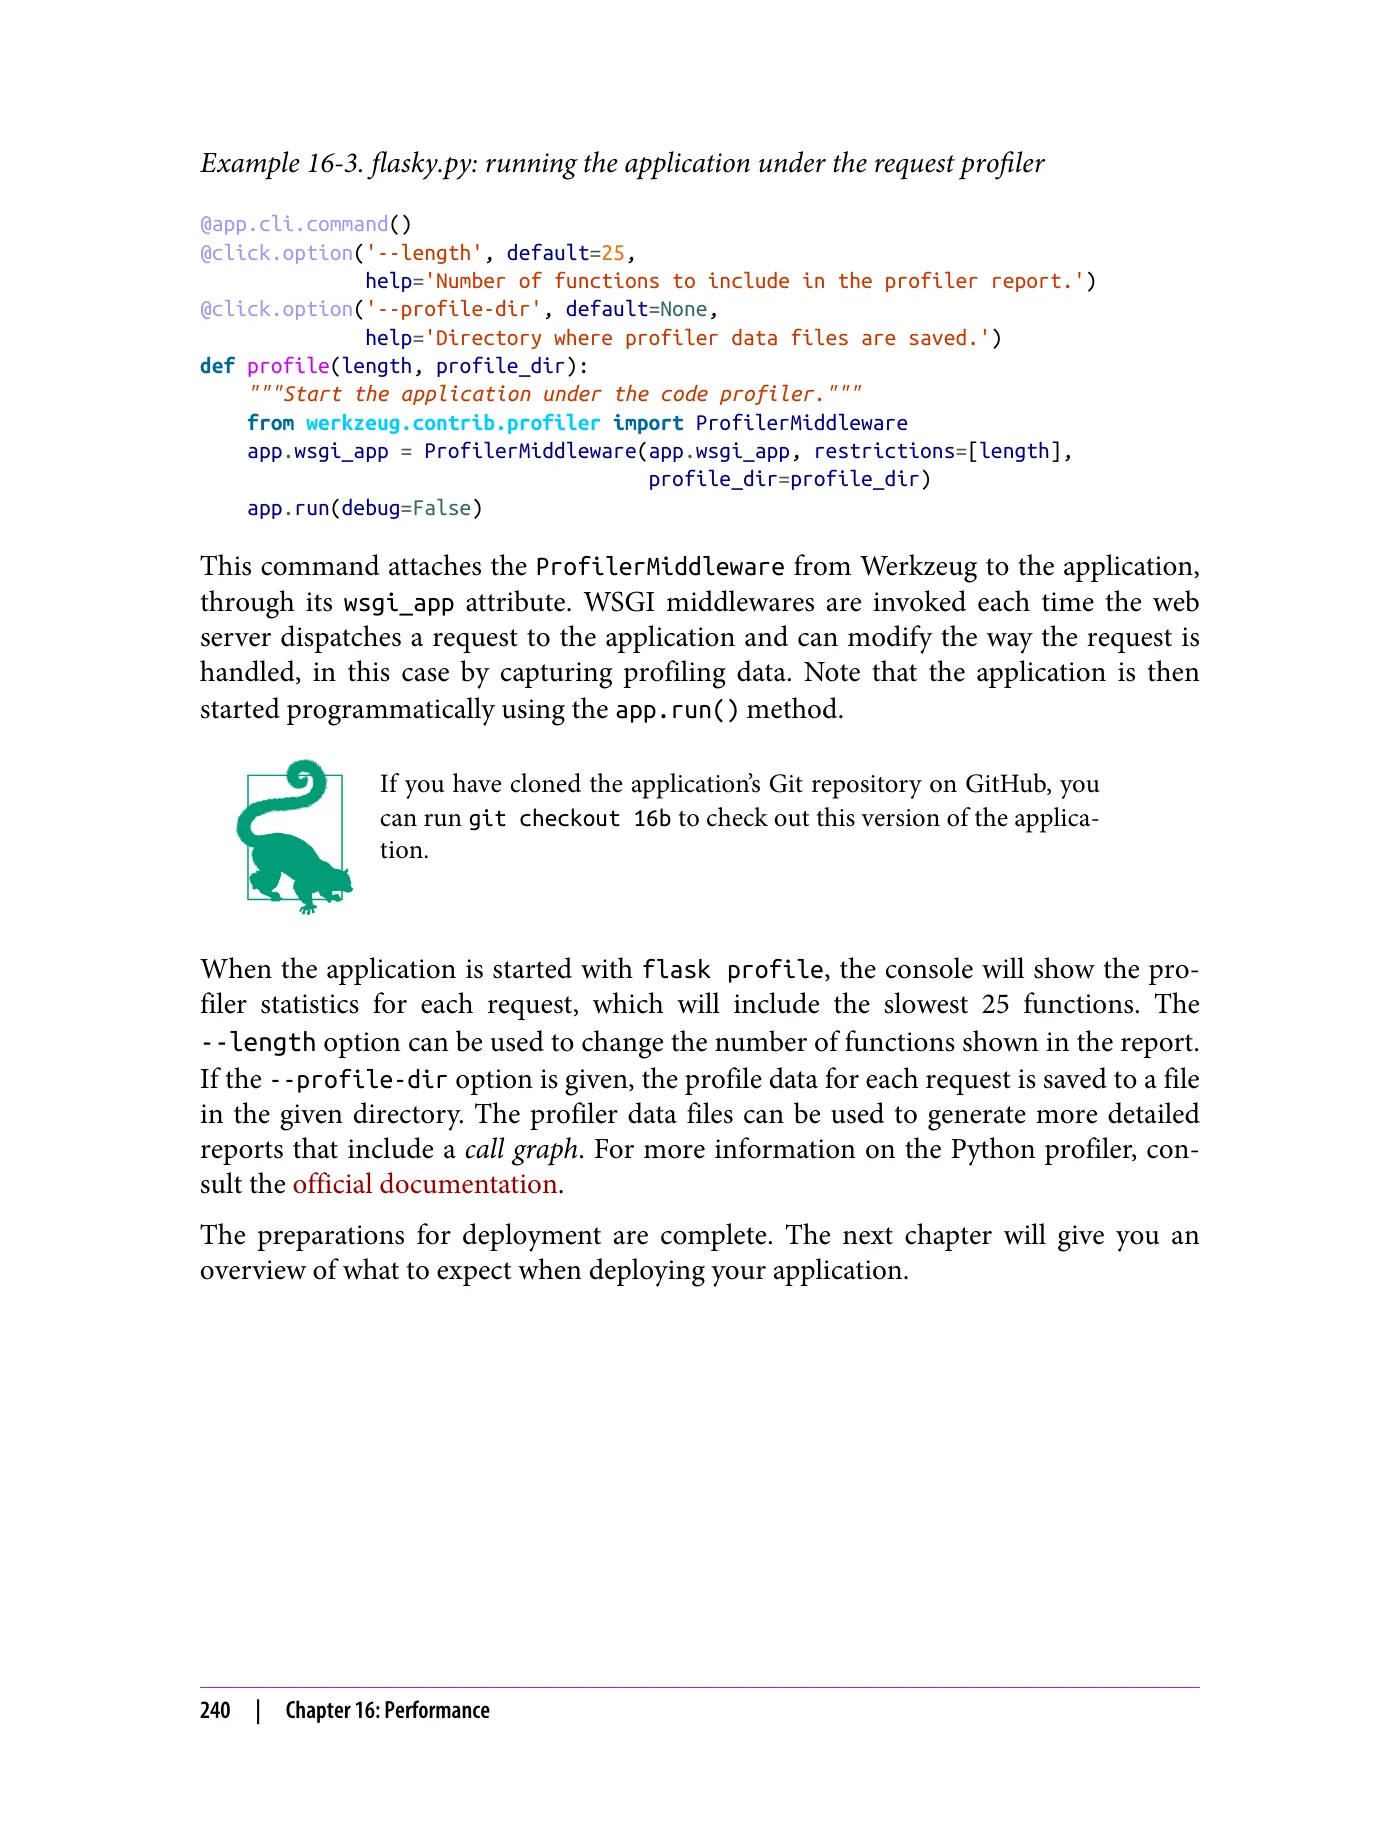 Example 16-3. flasky.py: running the application under the request profiler
@app.cli.command()
@click.option('--length', default=25,
              help='Number of functions to include in the profiler report.')
@click.option('--profile-dir', default=None,
              help='Directory where profiler data files are saved.')
def profile(length, profile_dir):
    """Start the application under the code profiler."""
    from werkzeug.contrib.profiler import ProfilerMiddleware
    app.wsgi_app = ProfilerMiddleware(app.wsgi_app, restrictions=[length],
                                      profile_dir=profile_dir)
    app.run(debug=False)
This command attaches the ProfilerMiddleware from Werkzeug to the application,
through its wsgi_app attribute. WSGI middlewares are invoked each time the web
server dispatches a request to the application and can modify the way the request is
handled, in this case by capturing profiling data. Note that the application is then
started programmatically using the app.run() method.
If you have cloned the application’s Git repository on GitHub, you
can run git checkout 16b to check out this version of the applica-
tion.
When the application is started with flask profile, the console will show the pro-
filer statistics for each request, which will include the slowest 25 functions. The
--length option can be used to change the number of functions shown in the report.
If the --profile-dir option is given, the profile data for each request is saved to a file
in the given directory. The profiler data files can be used to generate more detailed
reports that include a call graph. For more information on the Python profiler, con-
sult the official documentation.
The preparations for deployment are complete. The next chapter will give you an
overview of what to expect when deploying your application.
240 | Chapter 16: Performance